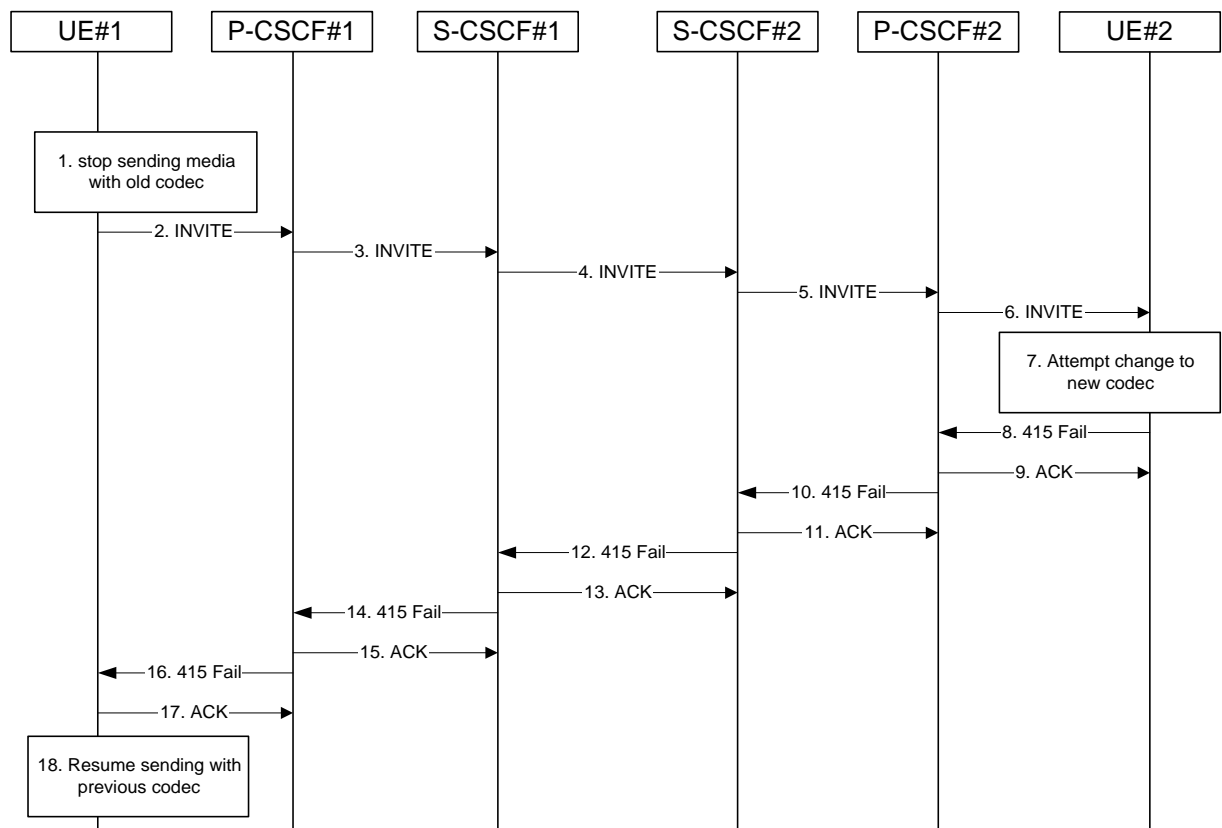 UE#1
P-CSCF#1
S-CSCF#1
S-CSCF#2
P-CSCF#2
UE#2
1. stop sending media
with old codec
2. INVITE
3. INVITE
4. INVITE
5. INVITE
6. INVITE
7. Attempt change to
new codec
8. 415 Fail
9. ACK
10. 415 Fail
11. ACK
12. 415 Fail
13. ACK
14. 415 Fail
15. ACK
16. 415 Fail
17. ACK
18. Resume sending with
previous codec